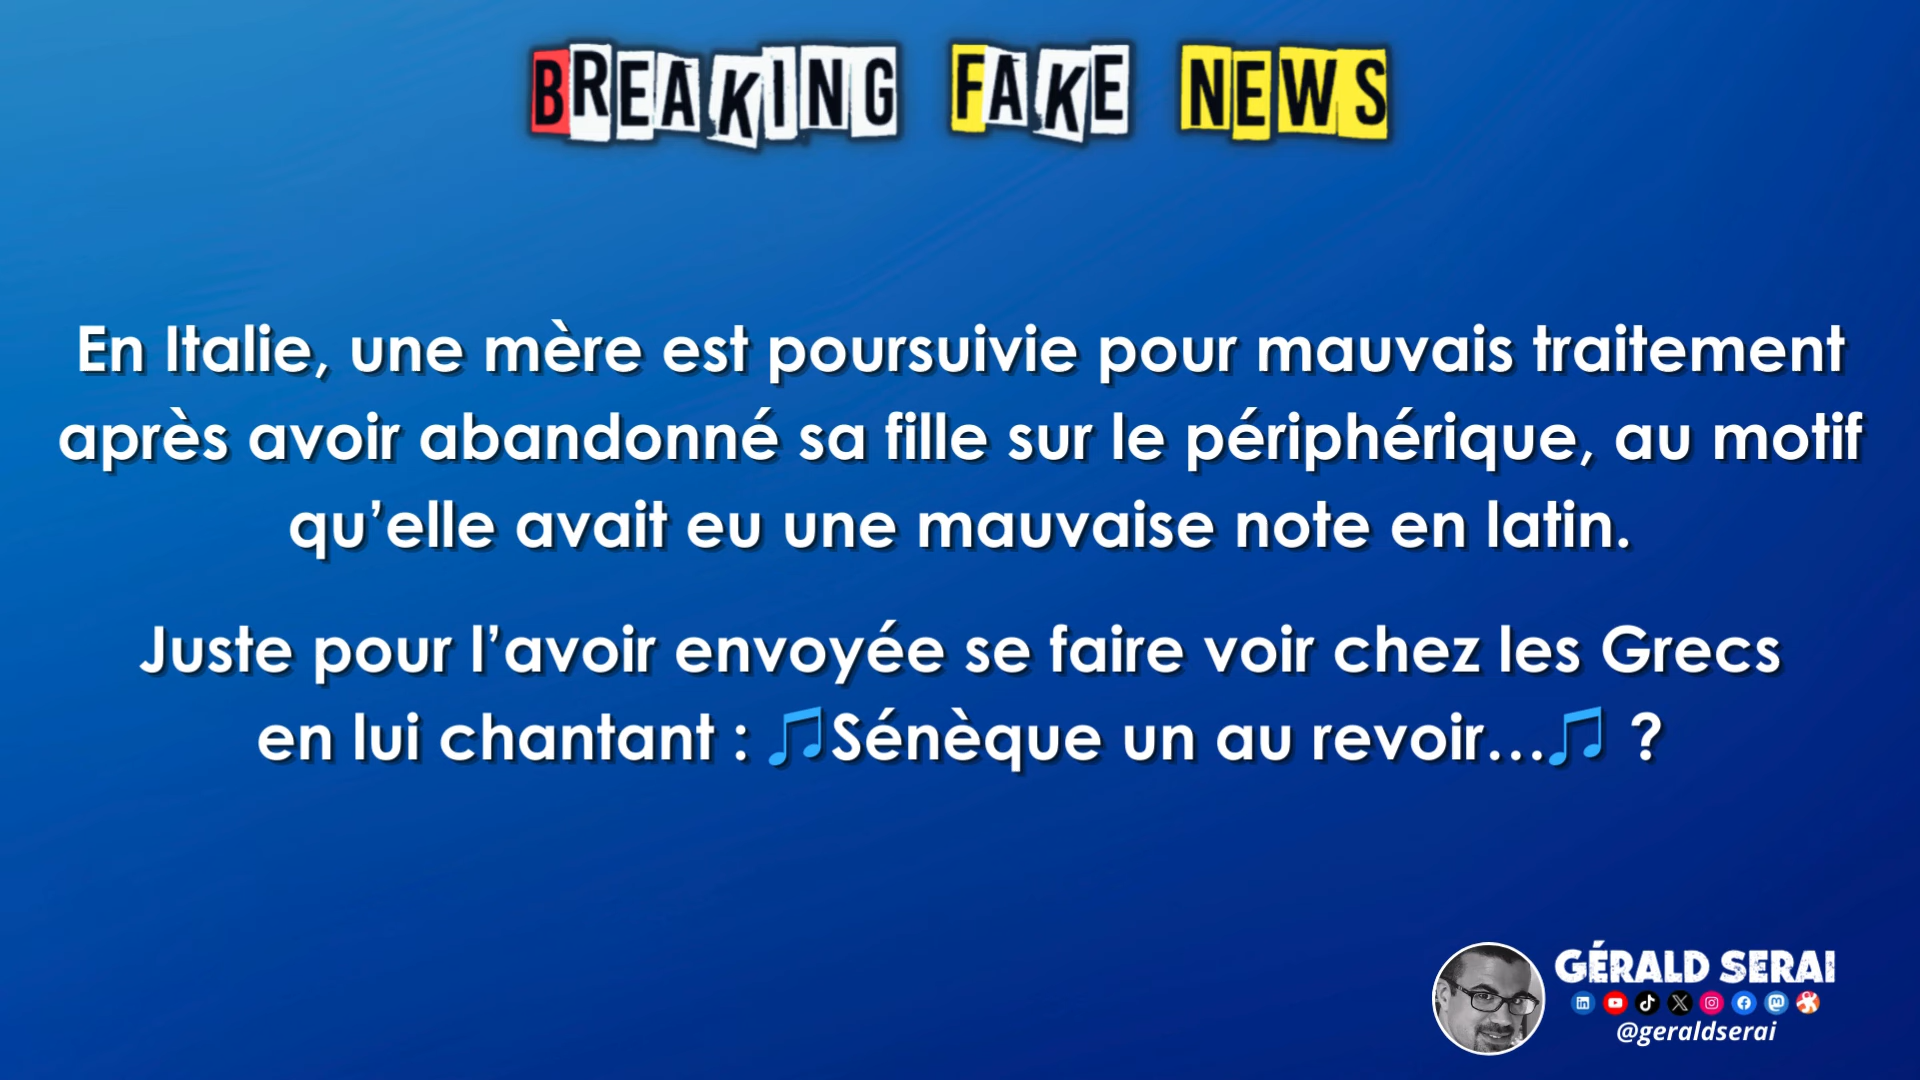 BREAKING FAKE NEWS
En Italie, une mère est poursuivie pour mauvais traitement
après avoir abandonné sa fille sur le périphérique, au motif
qu’elle avait eu une mauvaise note en latin.
Juste pour l’avoir envoyée se faire voir chez les Grecs
en lui chantant : 🎵Sénèque un au revoir…🎵 ?
GÉRALD SERAI
@geraldserai